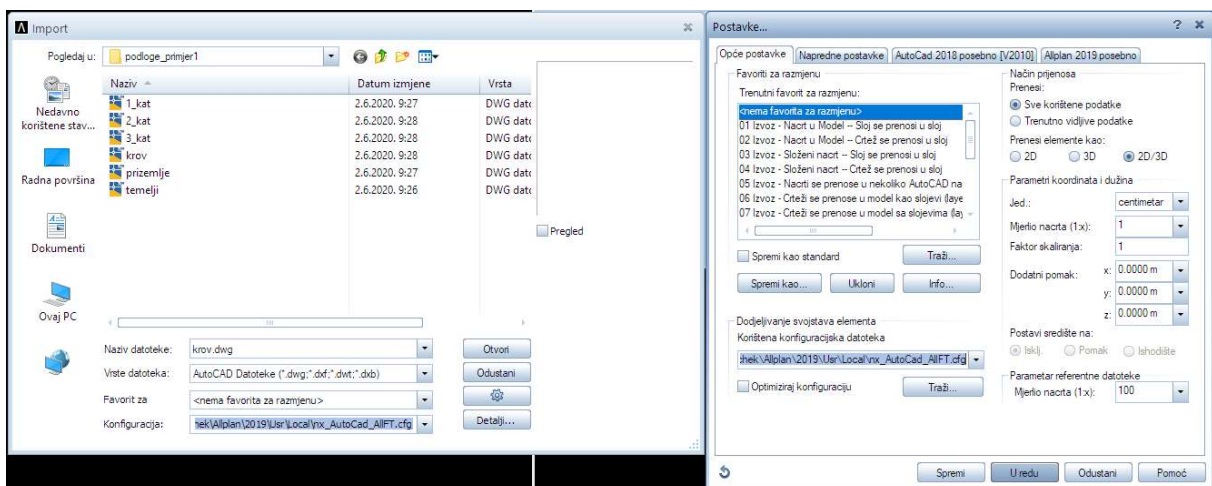 Import
Pogledaj u: podloge_primjer1
Naziv Datum izmjene Vrsta
1_kat 2.6.2020. 9:27 DWG datc
2_kat 2.6.2020. 9:28 DWG datc
3_kat 2.6.2020. 9:28 DWG datc
krov 2.6.2020. 9:28 DWG datc
prizemlje 2.6.2020. 9:27 DWG datc
temelji 2.6.2020. 9:26 DWG datc
Nedavno
korištene stav...
Radna površina
Dokumenti
Ovaj PC
Pregled
Naziv datoteke: krov.dwg Otvori
Vrste datoteka: AutoCAD Datoteke (*.dwg;*.dxf;*.dwt;*.dxb) Odustani
Favorit za <nema favorita za razmjenu>
Konfiguracija: nek\Allplan\2019\Usr\Local\nx_AutoCad_AllFT.cfg Detalji...
Postavke...
Opće postavke Napredne postavke AutoCad 2018 posebno [V2010] Allplan 2019 posebno
Favoriti za razmjenu
Trenutni favorit za razmjenu:
<nema favorita za razmjenu>
01 Izvoz - Nacrt u Model -- Sloj se prenosi u sloj
02 Izvoz - Nacrt u Model -- Crtež se prenosi u sloj
03 Izvoz - Složeni nacrt -- Sloj se prenosi u sloj
04 Izvoz - Složeni nacrt -- Crtež se prenosi u sloj
05 Izvoz - Nacrti se prenose u nekoliko AutoCAD na
06 Izvoz - Crteži se prenose u model kao slojevi (laye
07 Izvoz - Crteži se prenose u model sa slojevima (lay
Spremi kao standard Traži...
Spremi kao... Ukloni Info...
Dodjeljivanje svojstava elementa
Korištena konfiguracijska datoteka
:hek\Allplan\2019\Usr\Local\nx_AutoCad_AllFT.cfg
Optimiziraj konfiguraciju Traži...
Način prijenosa
Prenesi:
Sve korištene podatke
Trenutno vidljive podatke
Prenesi elemente kao:
2D 3D 2D/3D
Parametri koordinata i dužina
Jed.: centimetar
Mjerilo nacrta (1:x): 1
Faktor skaliranja: 1
Dodatni pomak: x: 0.0000 m
y: 0.0000 m
z: 0.0000 m
Postavi središte na:
Isklj. Pomak Ishodište
Parametar referentne datoteke
Mjerilo nacrta (1:x): 100
Spremi U redu Odustani Pomoć